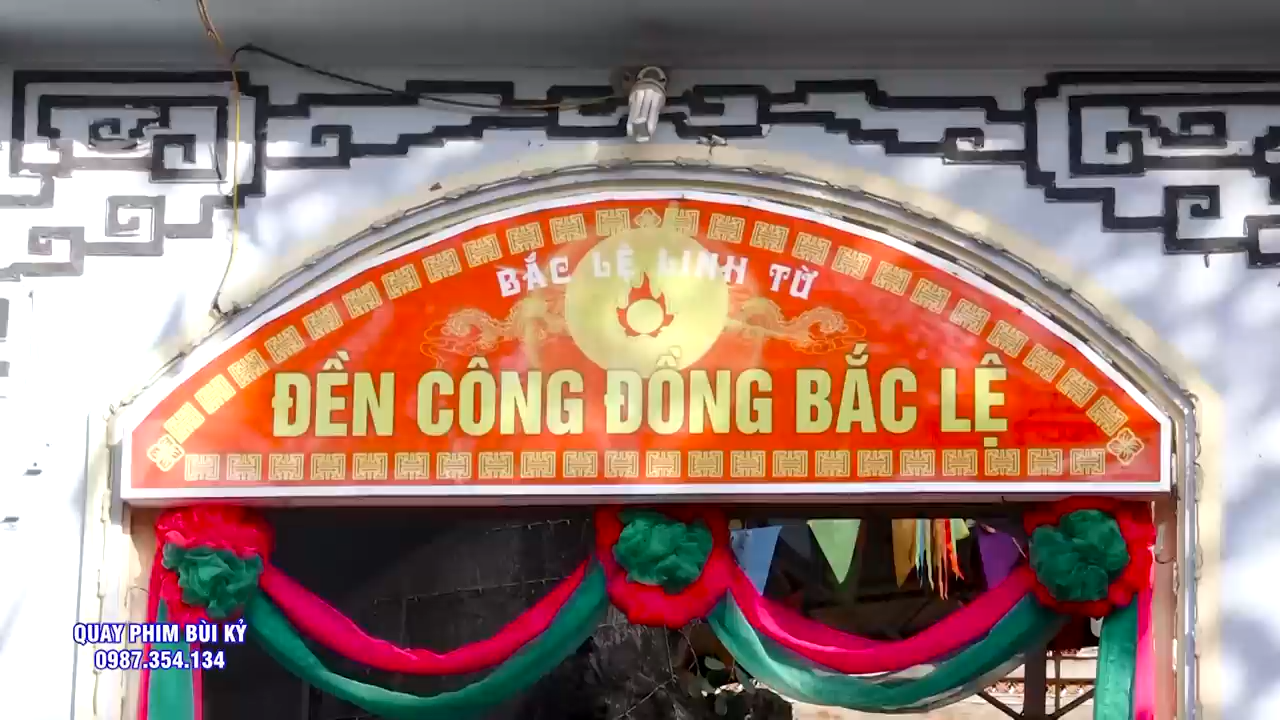 BẮC LỆ LINH TỪ
ĐỀN CÔNG ĐỒNG BẮC LỆ
QUAY PHIM BÙI KỶ
0987.354.134